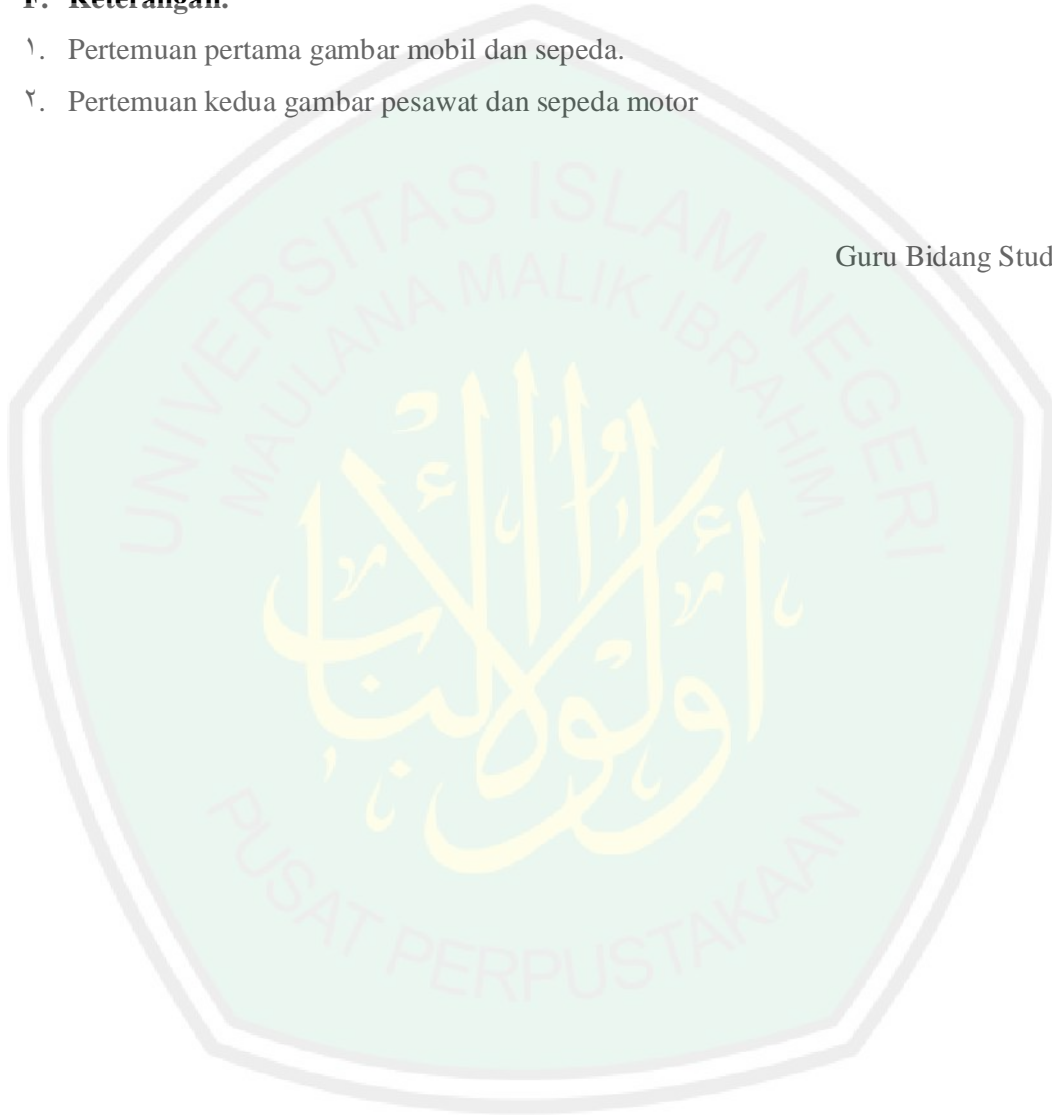 F. Keterangan:
١. Pertemuan pertama gambar mobil dan sepeda.
٢. Pertemuan kedua gambar pesawat dan sepeda motor
Guru Bidang Stud
UNIVERSITAS ISLAM NEGERI
MAULANA MALIK IBRAHIM
أولوا الألباب
PUSAT PERPUSTAKAAN